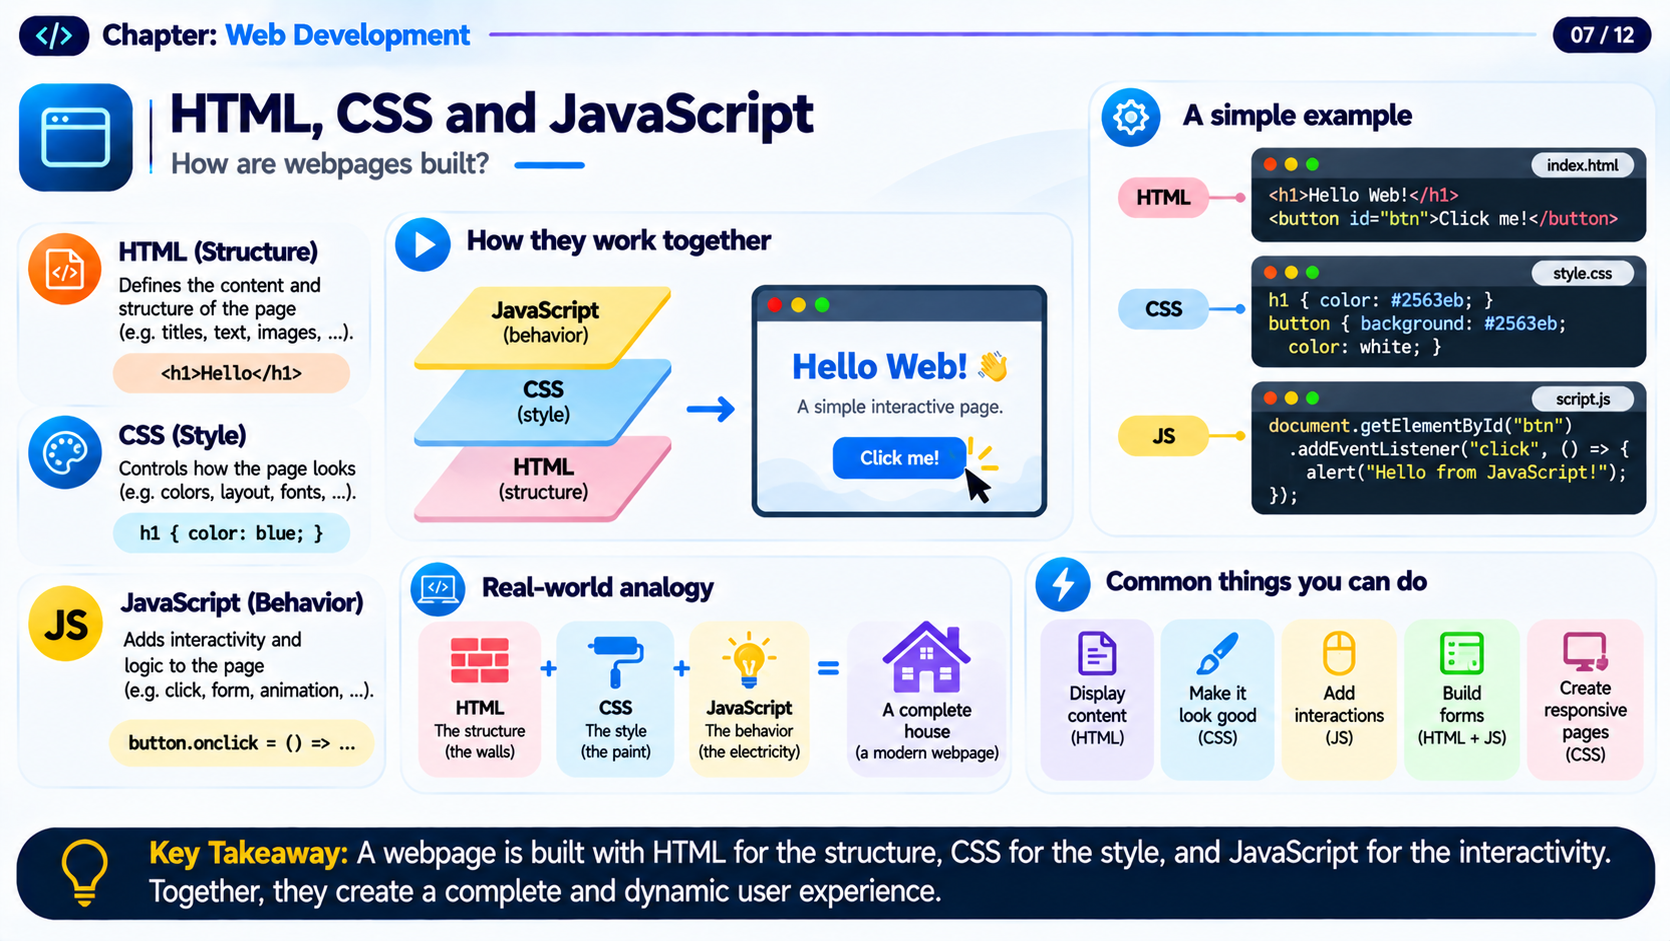 </> Chapter: Web Development
07 / 12
HTML, CSS and JavaScript
How are webpages built?
</>
HTML (Structure)
Defines the content and
structure of the page
(e.g. titles, text, images, ...).
<h1>Hello</h1>
CSS (Style)
Controls how the page looks
(e.g. colors, layout, fonts, ...).
h1 { color: blue; }
JS
JavaScript (Behavior)
Adds interactivity and
logic to the page
(e.g. click, form, animation, ...).
button.onclick = () => ...
How they work together
JavaScript
(behavior)
CSS
(style)
HTML
(structure)
Hello Web! 👋
A simple interactive page.
Click me!
A simple example
HTML
index.html
<h1>Hello Web!</h1>
<button id="btn">Click me!</button>
CSS
style.css
h1 { color: #2563eb; }
button { background: #2563eb;
color: white; }
JS
script.js
document.getElementById("btn")
.addEventListener("click", () => {
alert("Hello from JavaScript!");
});
</>
Real-world analogy
HTML
The structure
(the walls)
+
CSS
The style
(the paint)
+
JavaScript
The behavior
(the electricity)
=
A complete
house
(a modern webpage)
Common things you can do
Display
content
(HTML)
Make it
look good
(CSS)
Add
interactions
(JS)
Build
forms
(HTML + JS)
Create
responsive
pages
(CSS)
Key Takeaway: A webpage is built with HTML for the structure, CSS for the style, and JavaScript for the interactivity.
Together, they create a complete and dynamic user experience.